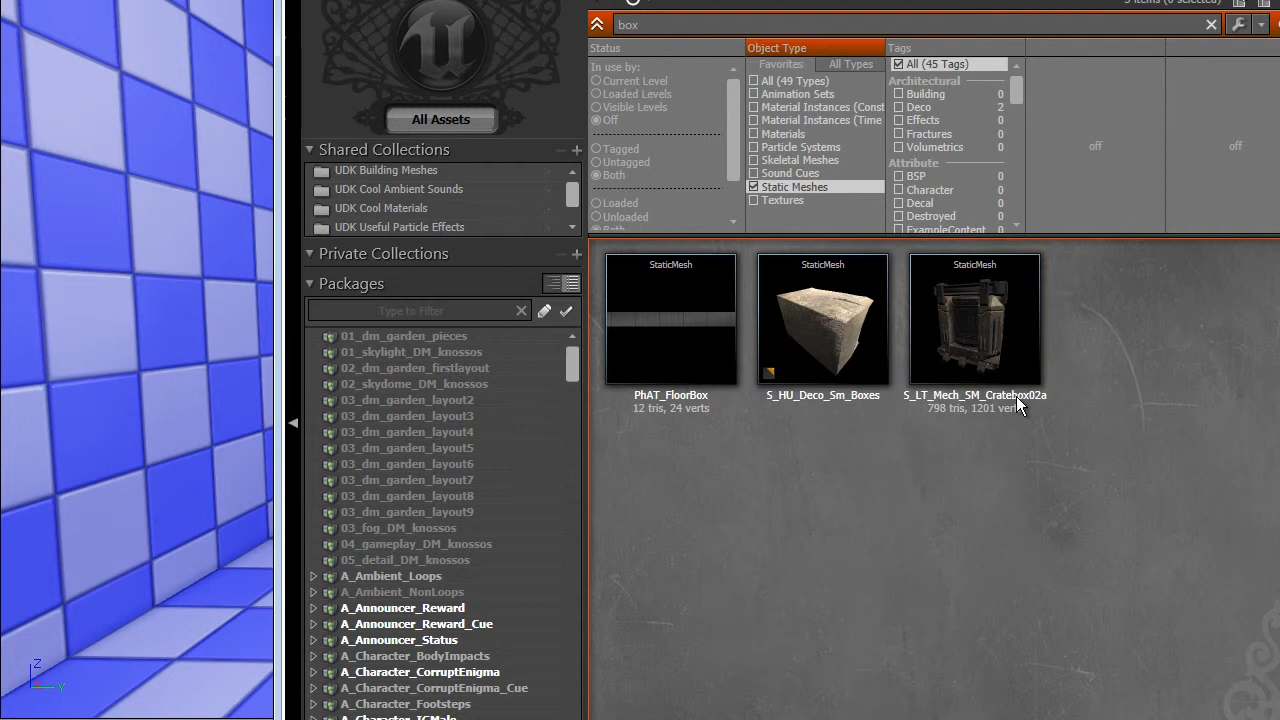 box
Status
Object Type
Tags
In use by:
Current Level
Loaded Levels
Visible Levels
Off
Tagged
Untagged
Both
Loaded
Unloaded
Favorites
All Types
All (49 Types)
Animation Sets
Material Instances (Const
Material Instances (Time
Materials
Particle Systems
Skeletal Meshes
Sound Cues
Static Meshes
Textures
All (45 Tags)
Architectural
Building 0
Deco 2
Effects 0
Fractures 0
Volumetrics 0
Attribute
BSP 0
Character 0
Decal 0
Destroyed 0
ExampleContent
off
off
All Assets
Shared Collections
UDK Building Meshes
UDK Cool Ambient Sounds
UDK Cool Materials
UDK Useful Particle Effects
Private Collections
Packages
Type to Filter
01_dm_garden_pieces
01_skylight_DM_knossos
02_dm_garden_firstlayout
02_skydome_DM_knossos
03_dm_garden_layout2
03_dm_garden_layout3
03_dm_garden_layout4
03_dm_garden_layout5
03_dm_garden_layout6
03_dm_garden_layout7
03_dm_garden_layout8
03_dm_garden_layout9
03_fog_DM_knossos
04_gameplay_DM_knossos
05_detail_DM_knossos
A_Ambient_Loops
A_Ambient_NonLoops
A_Announcer_Reward
A_Announcer_Reward_Cue
A_Announcer_Status
A_Character_BodyImpacts
A_Character_CorruptEnigma
A_Character_CorruptEnigma_Cue
A_Character_Footsteps
StaticMesh
PhAT_FloorBox
12 tris, 24 verts
StaticMesh
S_HU_Deco_Sm_Boxes
StaticMesh
S_LT_Mech_SM_Cratebox02a
798 tris, 1201 verts
Z
Y